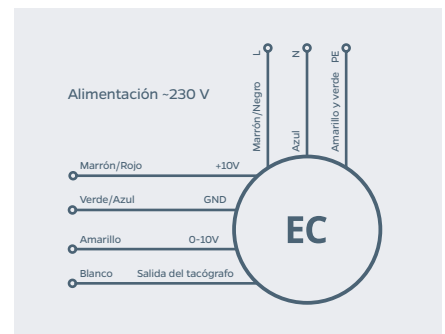 L
N
PE
Alimentación ~230 V
Marrón/Negro
Azul
Amarillo y verde
Marrón/Rojo +10V
Verde/Azul GND
Amarillo 0-10V
Blanco Salida del tacógrafo
EC